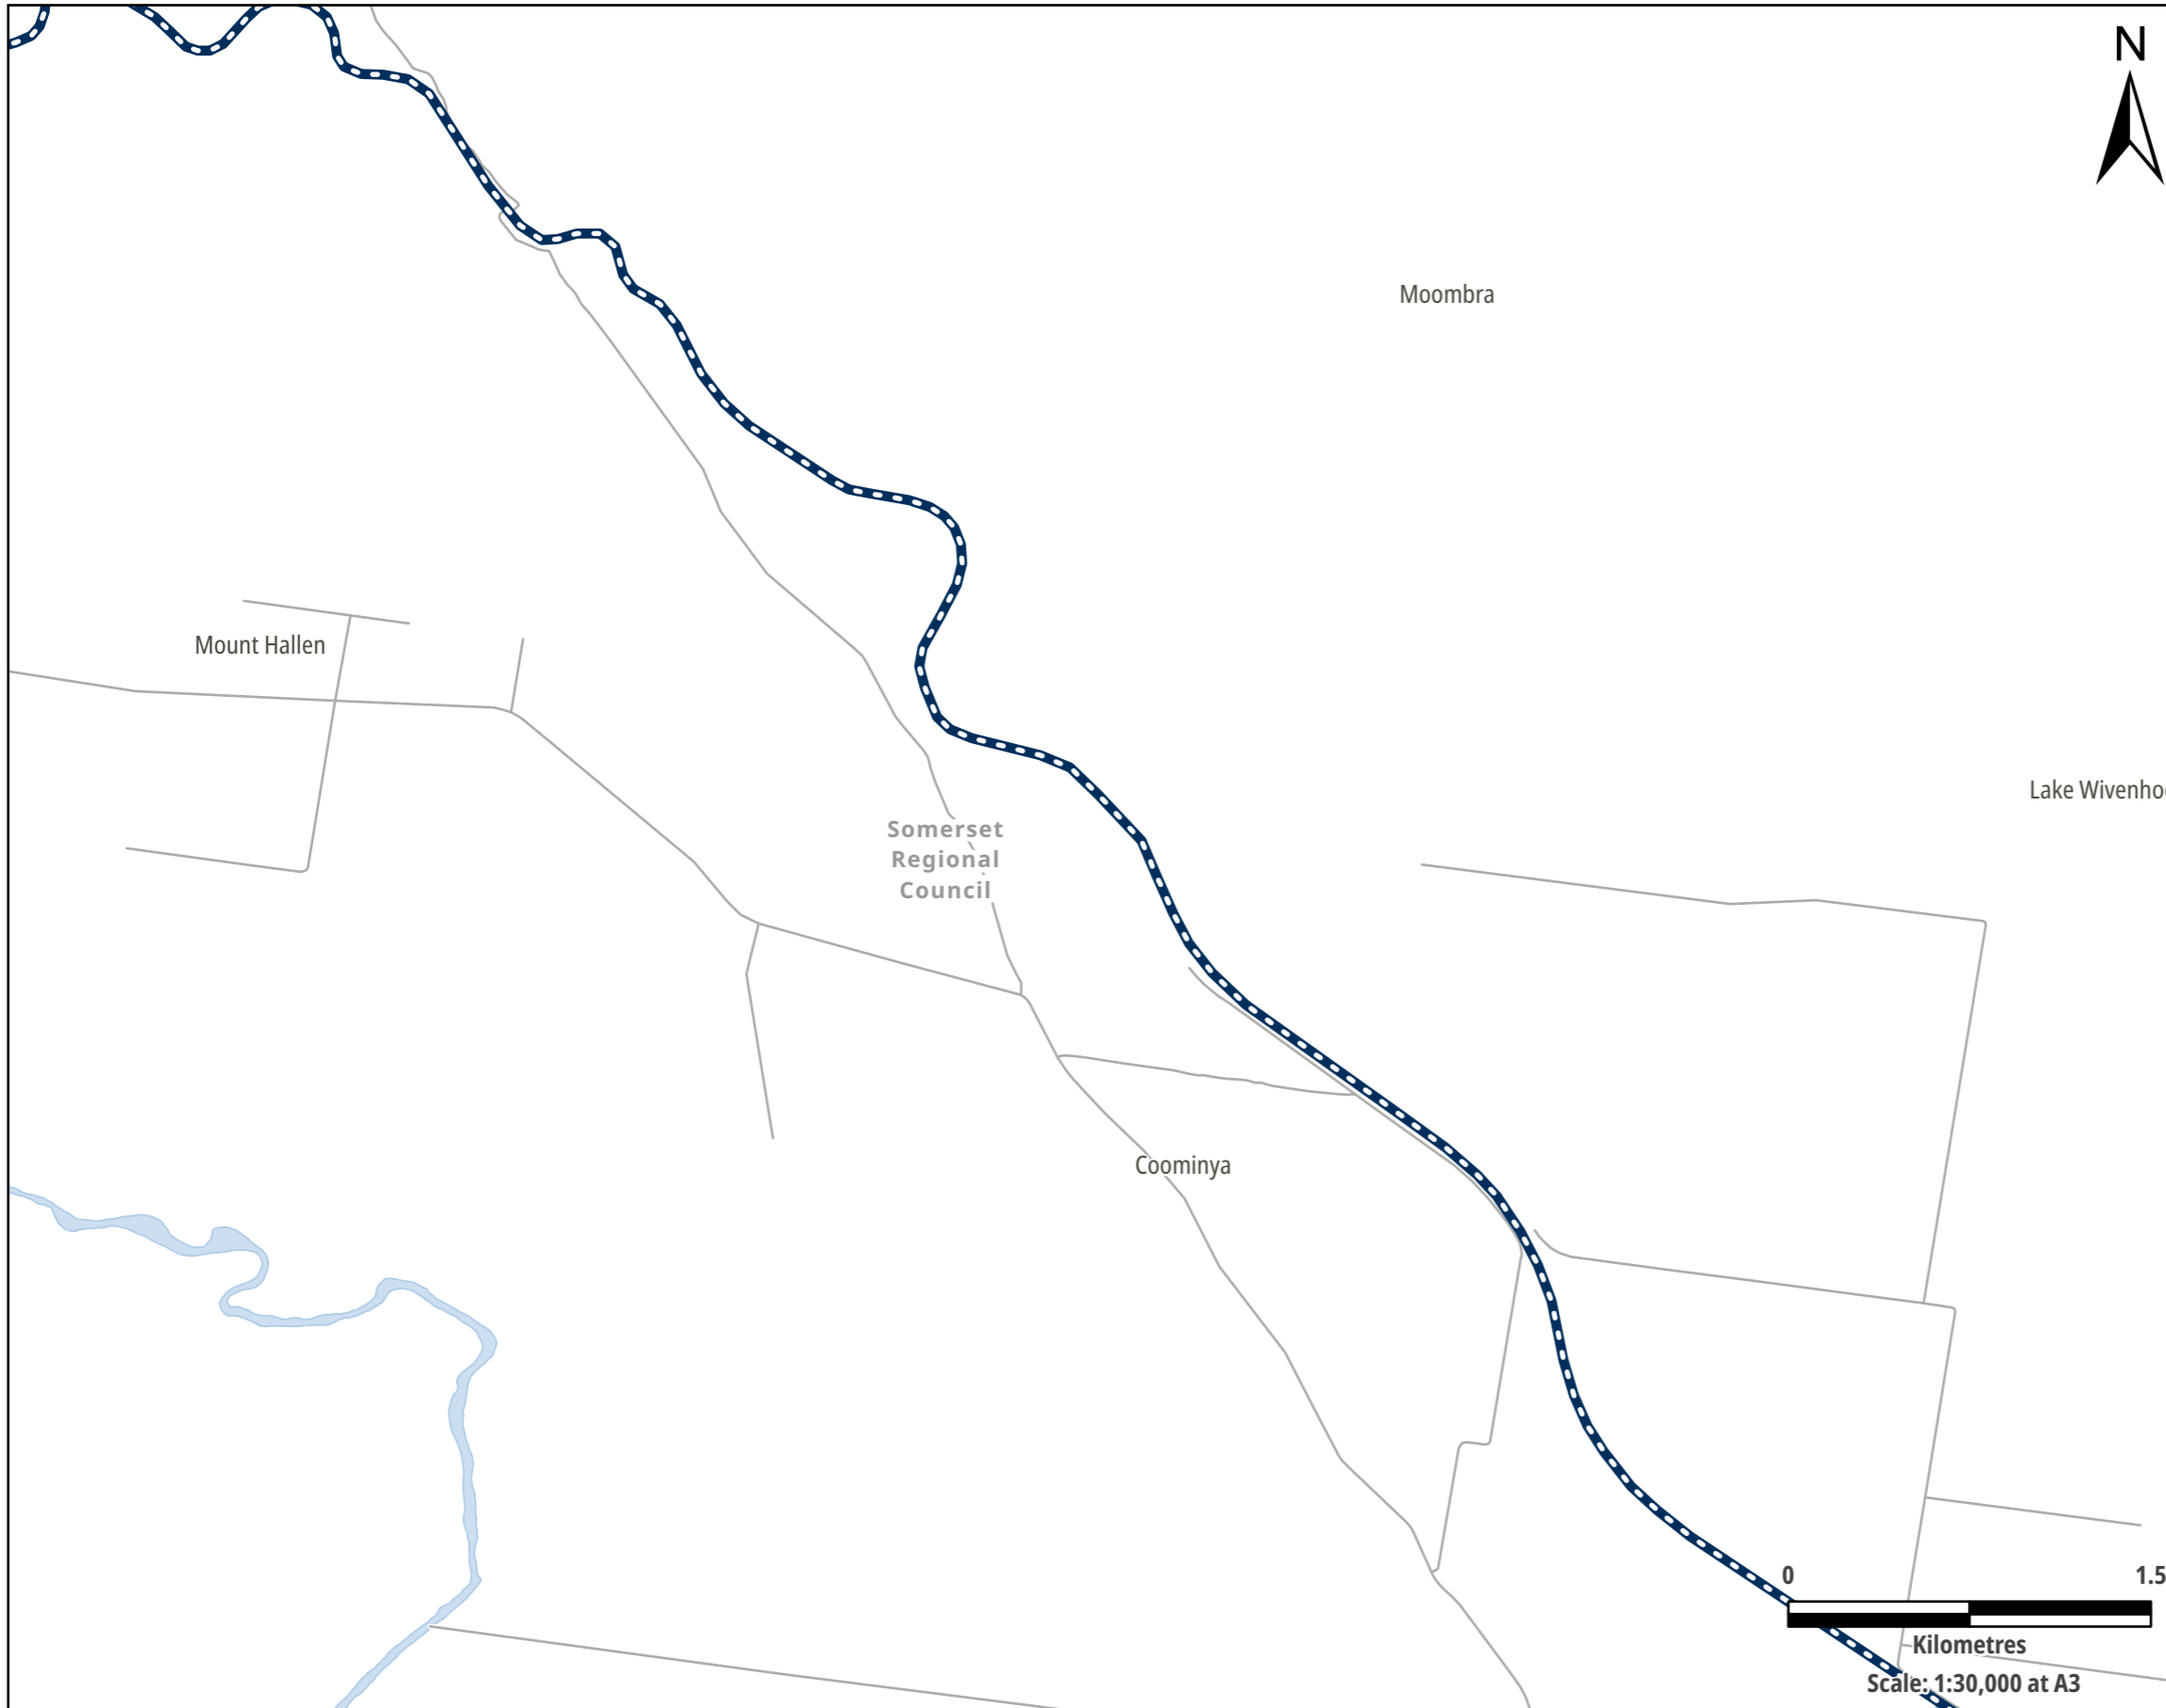 N
Moombra
Mount Hallen
Lake Wivenho
Somerset
Regional
Council
Coominya
0 1.5
Kilometres
Scale: 1:30,000 at A3